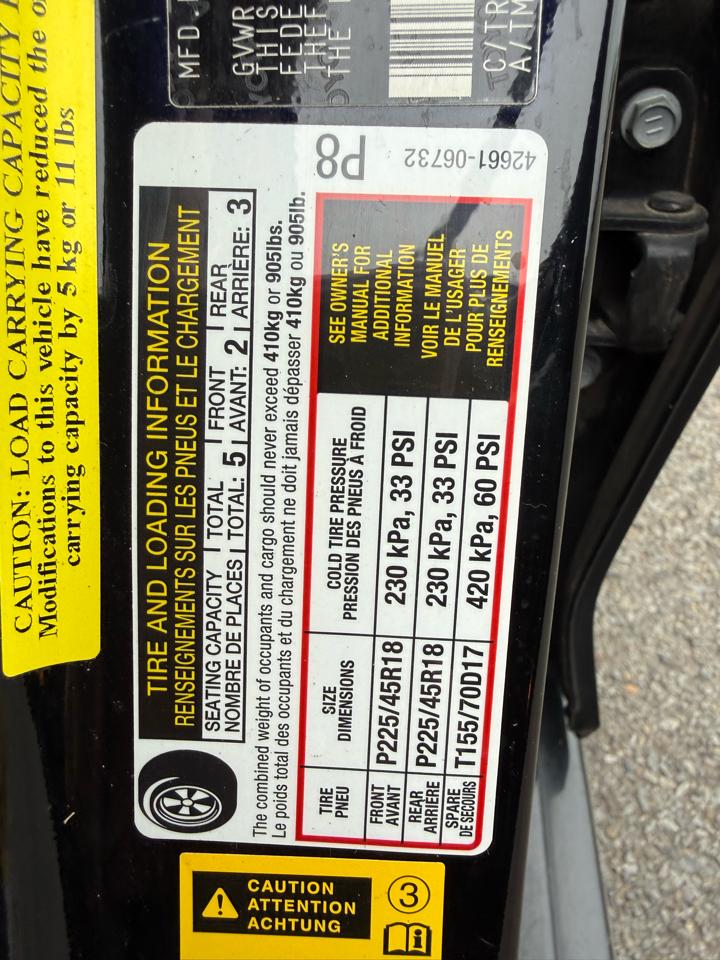 CAUTION: LOAD CARRYING CAPACITY
Modifications to this vehicle have reduced the
carrying capacity by 5 kg or 11 lbs
MFD
GVWR
THIS
FEDE
THEF
THE
C/TR
A/TM
P8
42661-06732
TIRE AND LOADING INFORMATION
RENSEIGNEMENTS SUR LES PNEUS ET LE CHARGEMENT
SEATING CAPACITY | TOTAL | FRONT | REAR
NOMBRE DE PLACES | TOTAL: 5 | AVANT: 2 | ARRIÈRE: 3
The combined weight of occupants and cargo should never exceed 410kg or 905lbs.
Le poids total des occupants et du chargement ne doit jamais dépasser 410kg ou 905lb.
TIRE
PNEU
SIZE
DIMENSIONS
COLD TIRE PRESSURE
PRESSION DES PNEUS À FROID
FRONT
AVANT
P225/45R18
230 kPa, 33 PSI
REAR
ARRIÈRE
P225/45R18
230 kPa, 33 PSI
SPARE
DE SECOURS
T155/70D17
420 kPa, 60 PSI
SEE OWNER'S
MANUAL FOR
ADDITIONAL
INFORMATION
VOIR LE MANUEL
DE L'USAGER
POUR PLUS DE
RENSEIGNEMENTS
CAUTION
ATTENTION
ACHTUNG
3